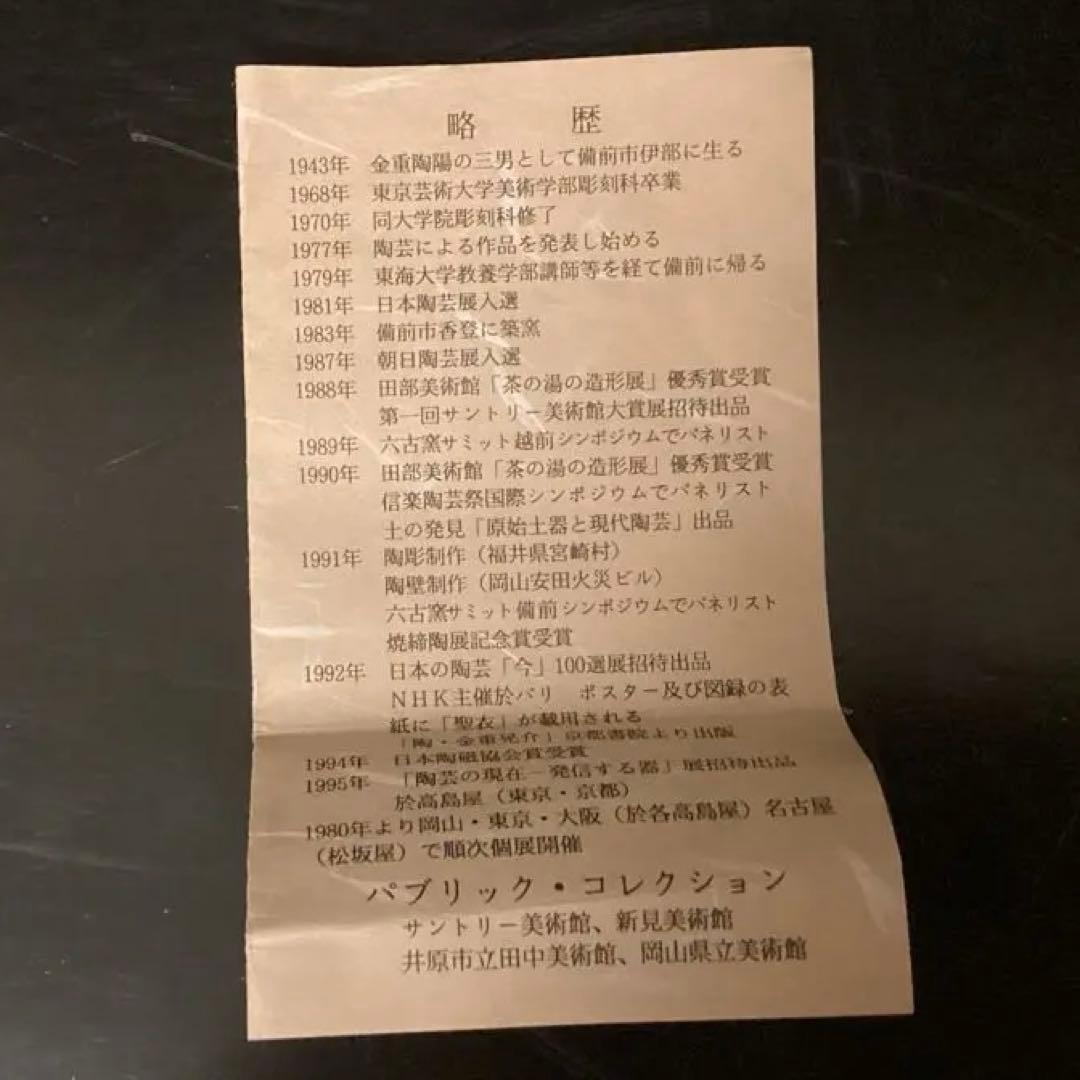 略歴
1943年 金重陶陽の三男として備前市伊部に生る
1968年 東京芸術大学美術学部彫刻科卒業
1970年 同大学院彫刻科修了
1977年 陶芸による作品を発表し始める
1979年 東海大学教養学部講師等を経て備前に帰る
1981年 日本陶芸展入選
1983年 備前市香登に築窯
1987年 朝日陶芸展入選
1988年 田部美術館「茶の湯の造形展」優秀賞受賞
第一回サントリー美術館大賞展招待出品
1989年 六古窯サミット越前シンポジウムでパネリスト
1990年 田部美術館「茶の湯の造形展」優秀賞受賞
信楽陶芸祭国際シンポジウムでパネリスト
土の発見「原始土器と現代陶芸」出品
1991年 陶彫制作（福井県宮崎村）
陶壁制作（岡山安田火災ビル）
六古窯サミット備前シンポジウムでパネリスト
焼締陶展記念賞受賞
1992年 日本の陶芸「今」100選展招待出品
NHK主催於パリ ポスター及び図録の表
紙に「聖衣」が載用される
「陶・金重晃介」京都書院より出版
1994年 日本陶磁協会賞受賞
1995年 「陶芸の現在－発信する器」展招待出品
於高島屋（東京・京都）
1980年より岡山・東京・大阪（於各高島屋）名古屋
（松坂屋）で順次個展開催
パブリック・コレクション
サントリー美術館、新見美術館
井原市立田中美術館、岡山県立美術館